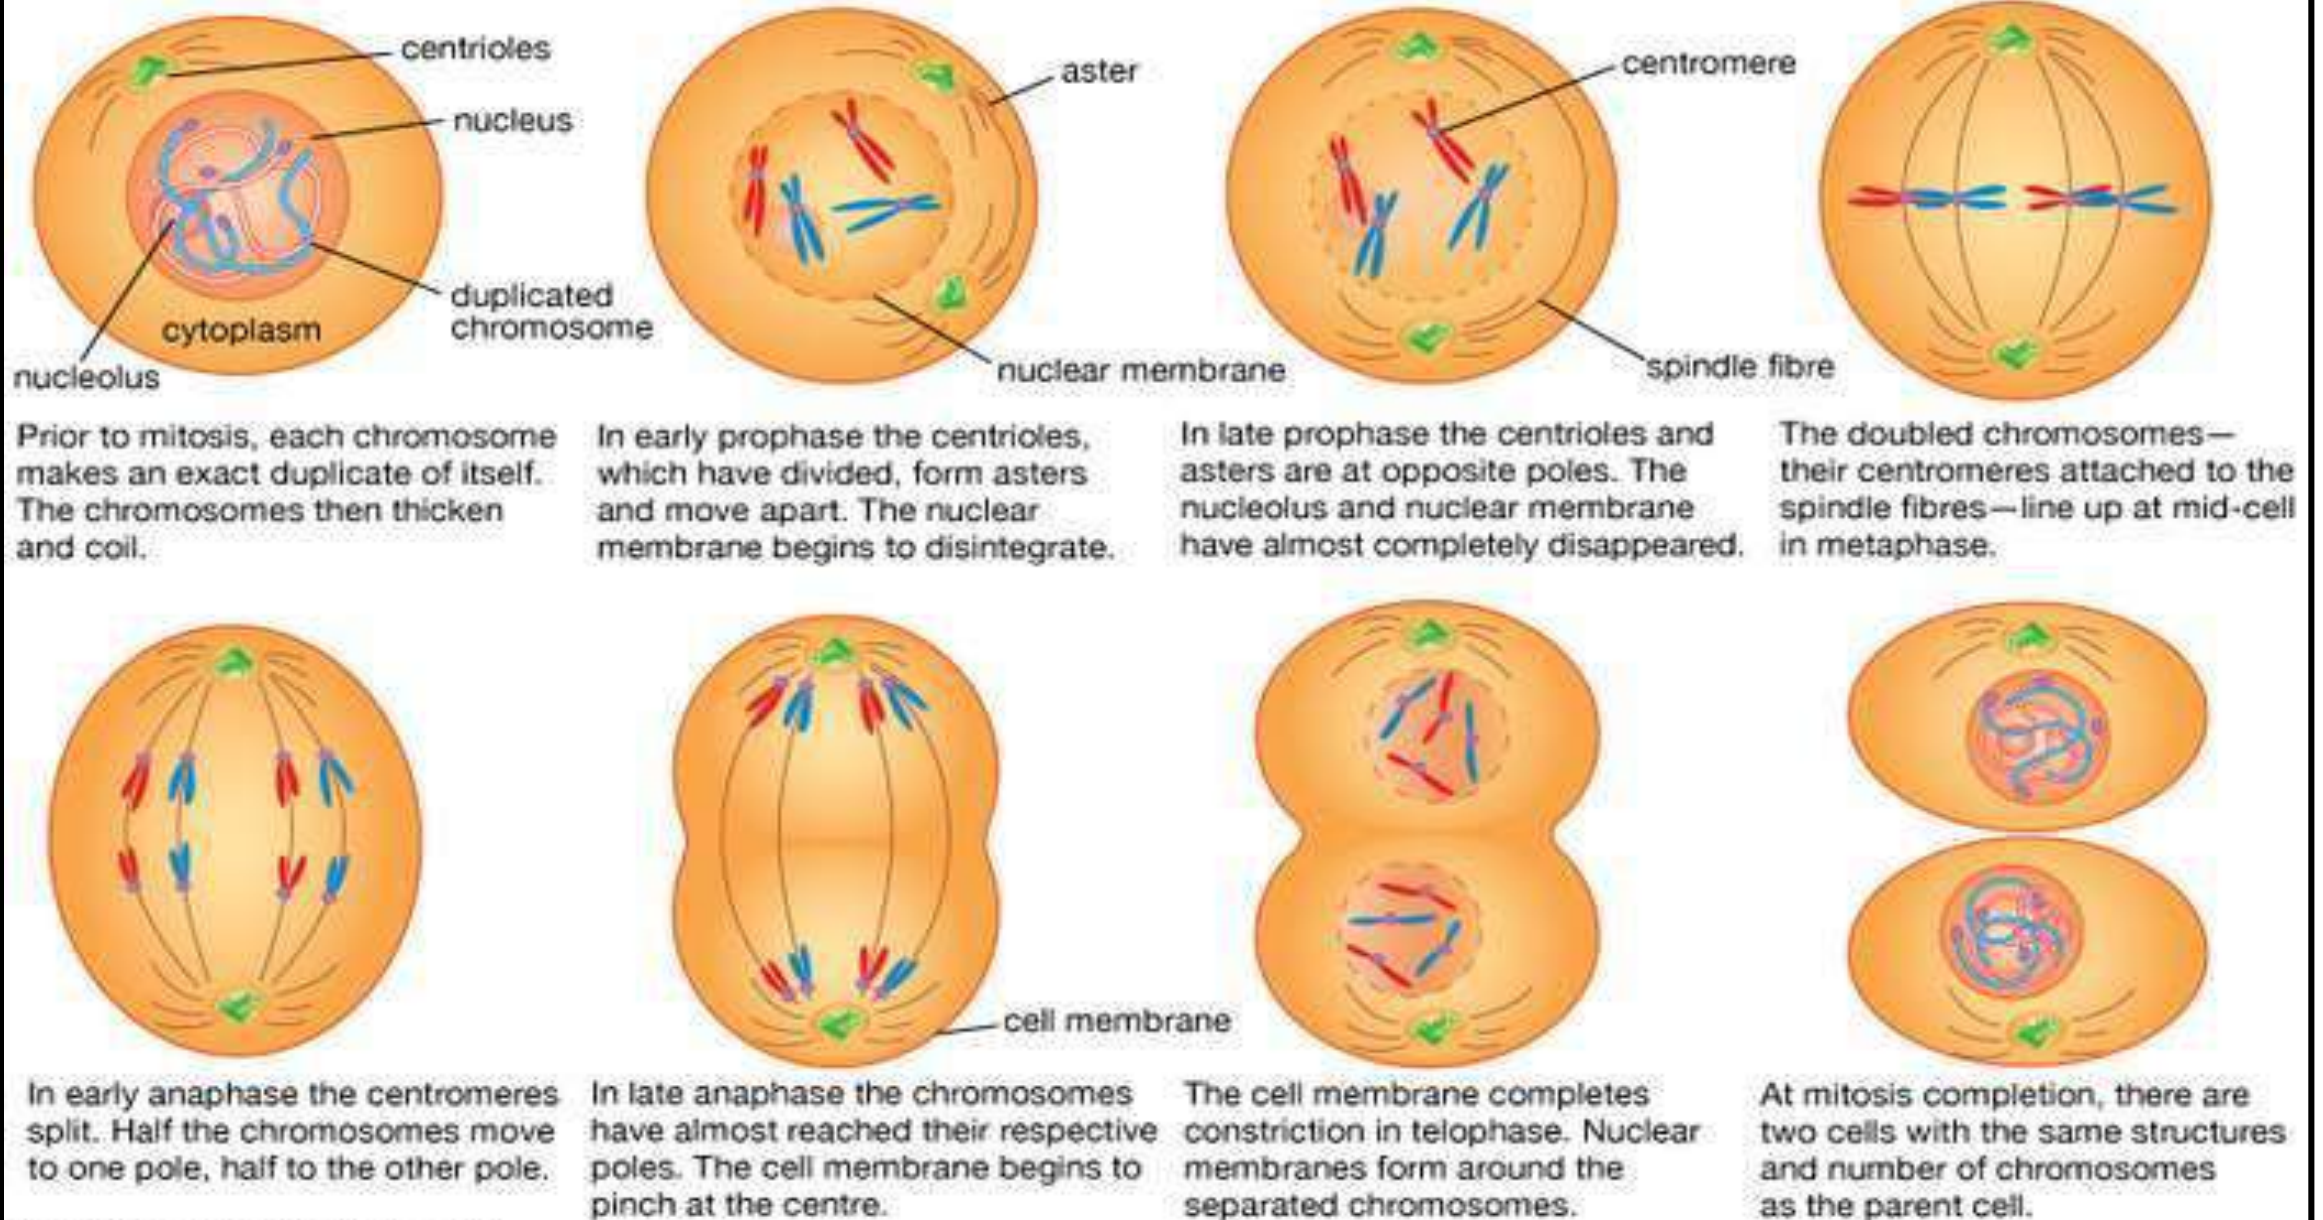 centrioles
nucleus
duplicated
chromosome
cytoplasm
nucleolus
aster
nuclear membrane
centromere
spindle fibre
Prior to mitosis, each chromosome
makes an exact duplicate of itself.
The chromosomes then thicken
and coil.
In early prophase the centrioles,
which have divided, form asters
and move apart. The nuclear
membrane begins to disintegrate.
In late prophase the centrioles and
asters are at opposite poles. The
nucleolus and nuclear membrane
have almost completely disappeared.
The doubled chromosomes—
their centromeres attached to the
spindle fibres—line up at mid-cell
in metaphase.
cell membrane
In early anaphase the centromeres
split. Half the chromosomes move
to one pole, half to the other pole.
In late anaphase the chromosomes
have almost reached their respective
poles. The cell membrane begins to
pinch at the centre.
The cell membrane completes
constriction in telophase. Nuclear
membranes form around the
separated chromosomes.
At mitosis completion, there are
two cells with the same structures
and number of chromosomes
as the parent cell.